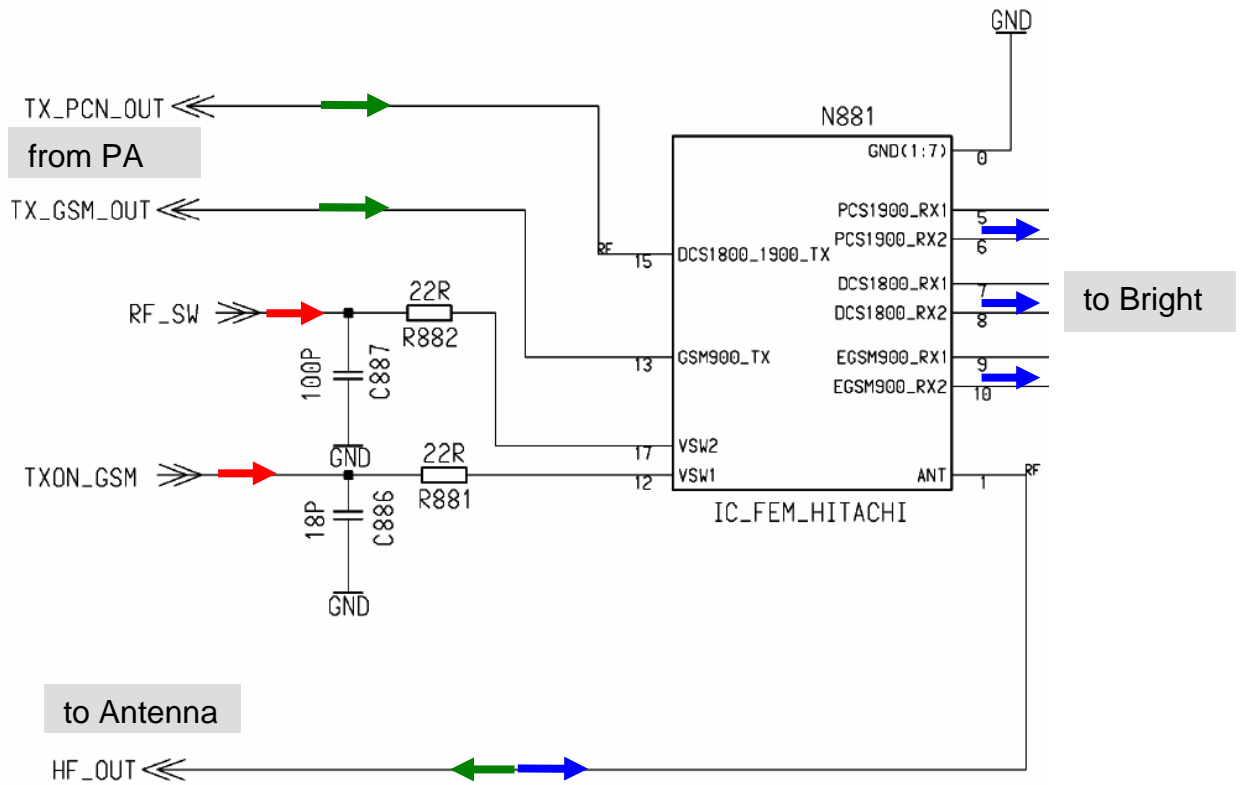 GND
TX_PCN_OUT
N881
from PA
GND(1:7) 0
TX_GSM_OUT
PCS1900_RX1 5
PCS1900_RX2 6
RF 15 DCS1800_1900_TX
DCS1800_RX1 7
to Bright
DCS1800_RX2 8
RF_SW 22R
R882
100P C887
13 GSM900_TX
EGSM900_RX1 9
EGSM900_RX2 10
GND
17 VSW2
22R
TXON_GSM
R881
12 VSW1
ANT 1 RF
18P C886
IC_FEM_HITACHI
GND
to Antenna
HF_OUT